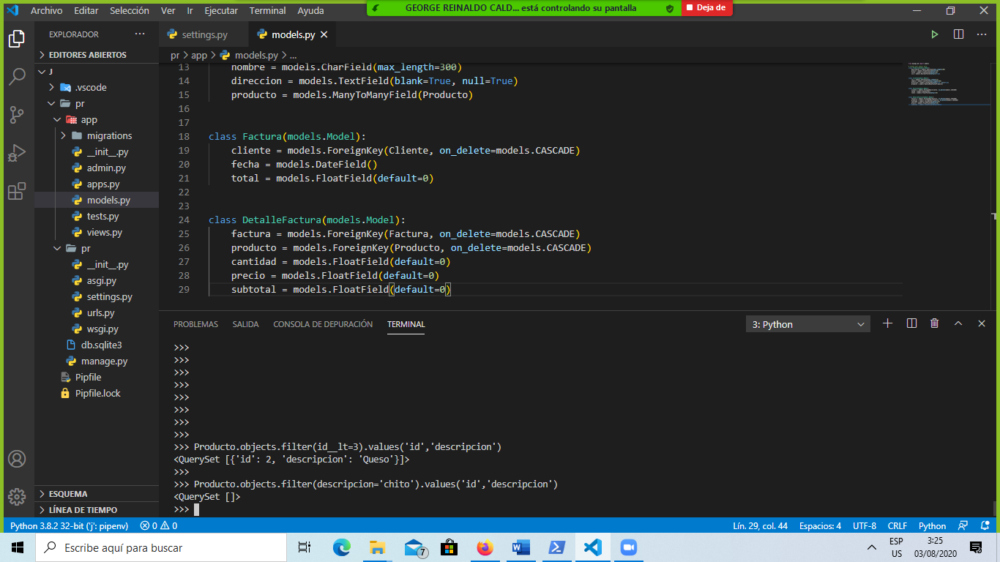 Archivo Editar Selección Ver Ir Ejecutar Terminal Ayuda
GEORGE REINALDO CALD... está controlando su pantalla
Deja de
EXPLORADOR ···
EDITORES ABIERTOS
J
.vscode
pr
app
migrations
__init__.py
admin.py
apps.py
models.py
tests.py
views.py
pr
__init__.py
asgi.py
settings.py
urls.py
wsgi.py
db.sqlite3
manage.py
Pipfile
Pipfile.lock
ESQUEMA
LÍNEA DE TIEMPO
settings.py
models.py
pr > app > models.py > ...
13 nombre = models.CharField(max_length=300)
14 direccion = models.TextField(blank=True, null=True)
15 producto = models.ManyToManyField(Producto)
16
17
18 class Factura(models.Model):
19 cliente = models.ForeignKey(Cliente, on_delete=models.CASCADE)
20 fecha = models.DateField()
21 total = models.FloatField(default=0)
22
23
24 class DetalleFactura(models.Model):
25 factura = models.ForeignKey(Factura, on_delete=models.CASCADE)
26 producto = models.ForeignKey(Producto, on_delete=models.CASCADE)
27 cantidad = models.FloatField(default=0)
28 precio = models.FloatField(default=0)
29 subtotal = models.FloatField(default=0)
PROBLEMAS SALIDA CONSOLA DE DEPURACIÓN TERMINAL
3: Python
>>>
>>>
>>>
>>>
>>>
>>>
>>>
>>>
>>> Producto.objects.filter(id__lt=3).values('id','descripcion')
<QuerySet [{'id': 2, 'descripcion': 'Queso'}]>
>>>
>>> Producto.objects.filter(descripcion='chito').values('id','descripcion')
<QuerySet []>
>>>
Python 3.8.2 32-bit ('j': pipenv) 0 0
Lín. 29, col. 44 Espacios: 4 UTF-8 CRLF Python
Escribe aquí para buscar
7
ESP
US
3:25
03/08/2020